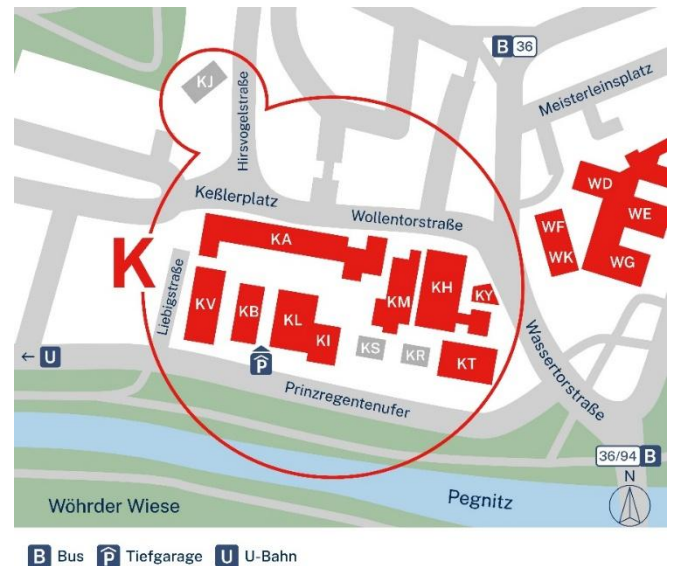 B 36
KJ
Meisterleinsplatz
Hirsvogelstraße
WD
Keßlerplatz
WE
Wollentorstraße
WF
KA
K
WK
WG
KH
KV
KB
KL
KM
KY
Liebigstraße
KI
KS
KR
KT
Wassertorstraße
← U
P
Prinzregentenufer
36/94 B
N
Wöhrder Wiese
Pegnitz
B Bus P Tiefgarage U U-Bahn